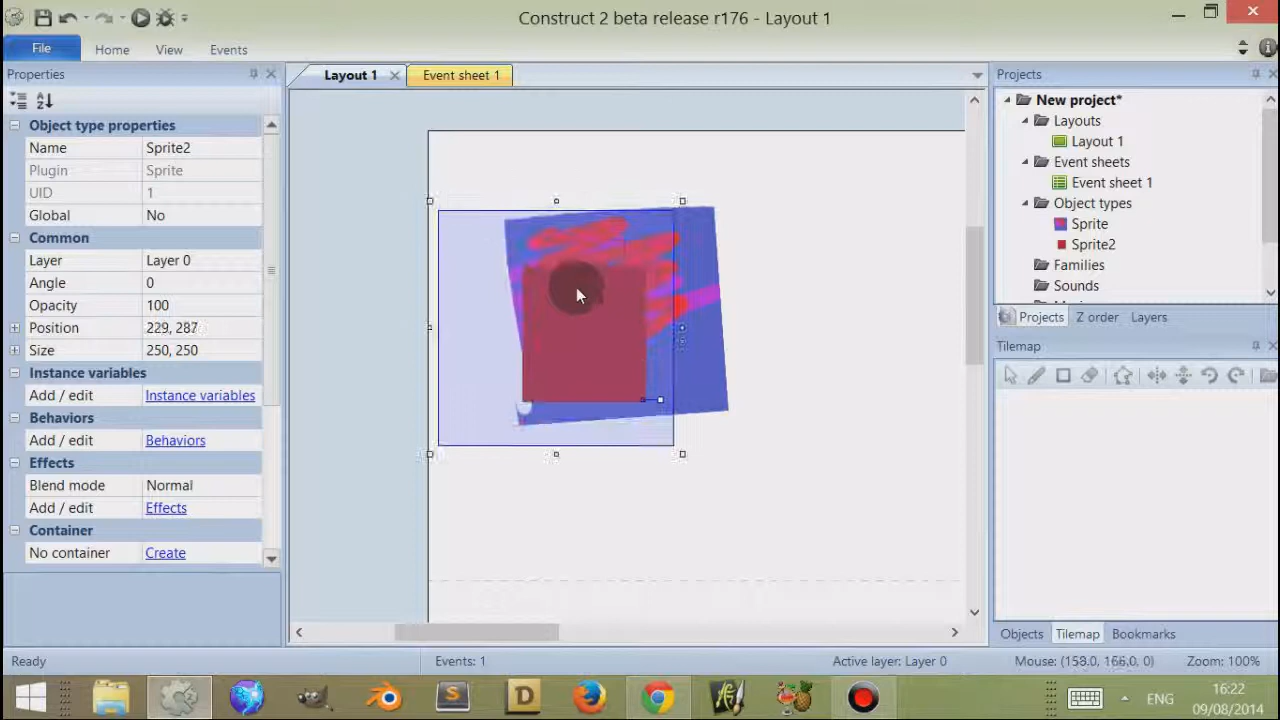 Construct 2 beta release r176 - Layout 1
File Home View Events
Properties
Layout 1 Event sheet 1
Projects
Object type properties
Name Sprite2
Plugin Sprite
UID 1
Global No
Common
Layer Layer 0
Angle 0
Opacity 100
Position 229, 287
Size 250, 250
Instance variables
Add / edit Instance variables
Behaviors
Add / edit Behaviors
Effects
Blend mode Normal
Add / edit Effects
Container
No container Create
New project*
Layouts
Layout 1
Event sheets
Event sheet 1
Object types
Sprite
Sprite2
Families
Sounds
Projects Z order Layers
Tilemap
Objects Tilemap Bookmarks
Ready Events: 1 Active layer: Layer 0 Mouse: (158.0, 166.0, 0) Zoom: 100%
ENG
16:22
09/08/2014